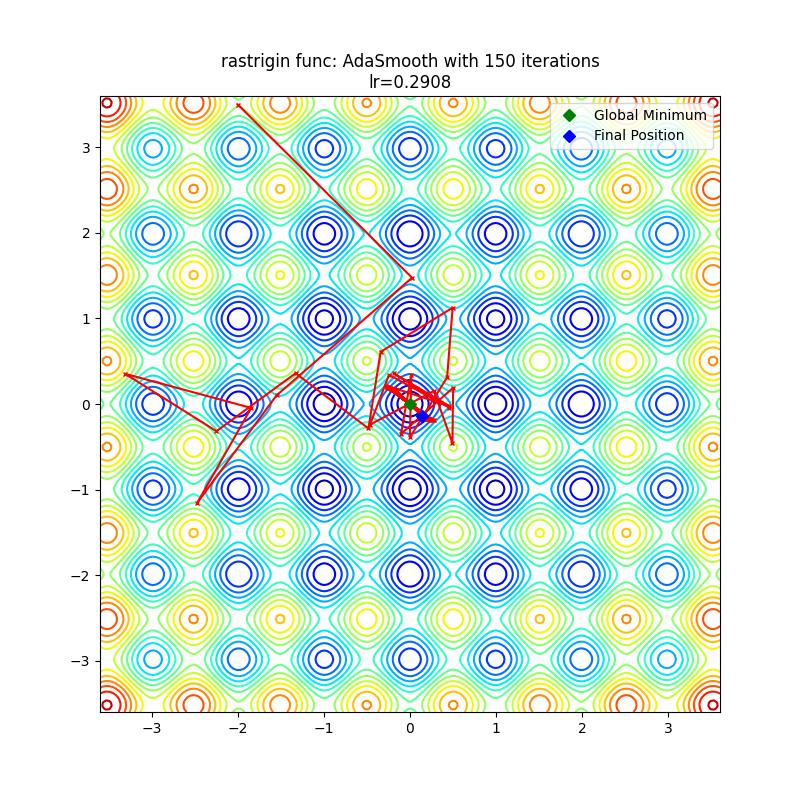 rastrigin func: AdaSmooth with 150 iterations
lr=0.2908
Global Minimum
Final Position
3
2
1
0
−1
−2
−3
−3 −2 −1 0 1 2 3